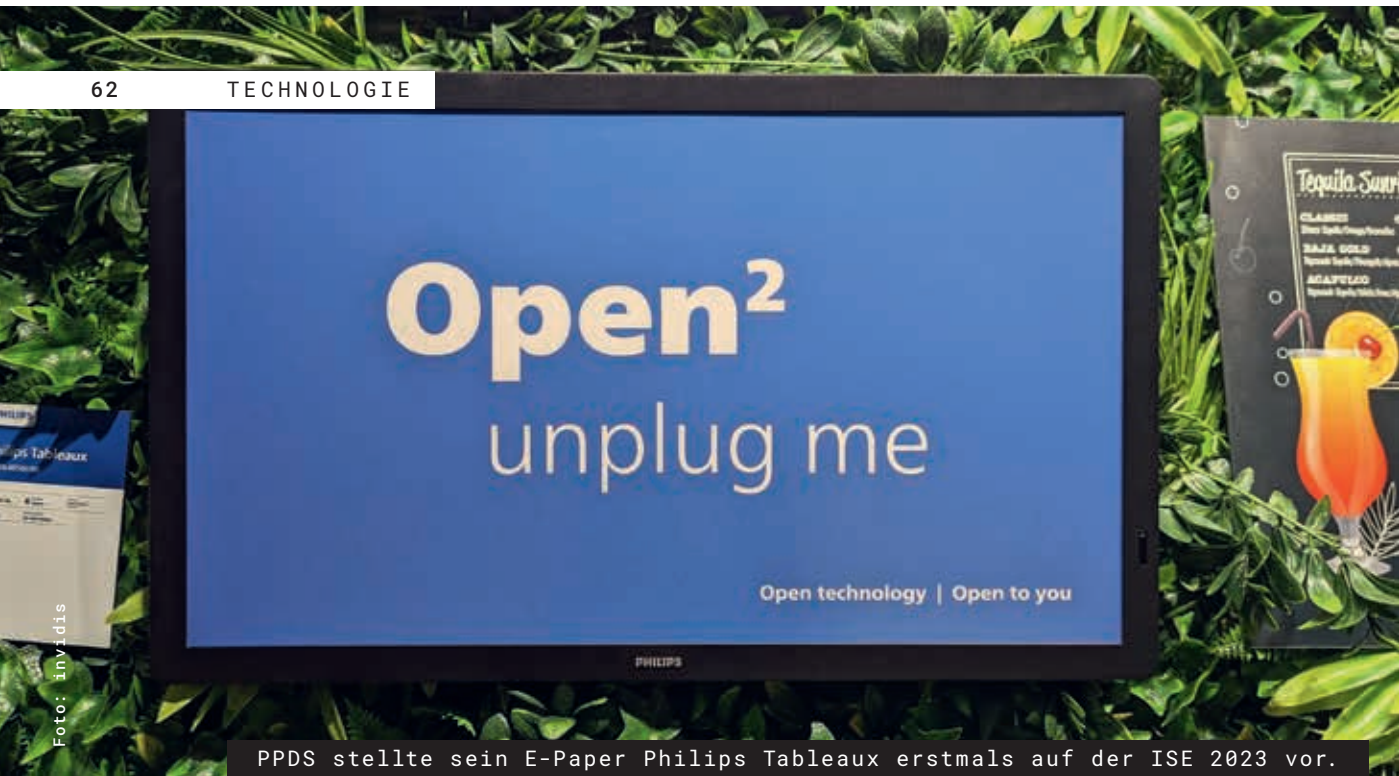 62 TECHNOLOGIE
Open²
unplug me
Open technology | Open to you
PHILIPS
PHILIPS
Tableaux
Tequila
CLASSIC
BAJA GOLD
ACAPULCO
Foto: invidis
PPDS stellte sein E-Paper Philips Tableaux erstmals auf der ISE 2023 vor.